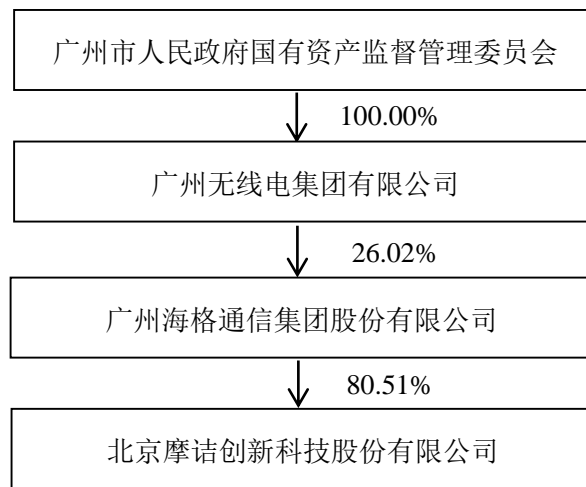 广州市人民政府国有资产监督管理委员会
100.00%
广州无线电集团有限公司
26.02%
广州海格通信集团股份有限公司
80.51%
北京摩诘创新科技股份有限公司